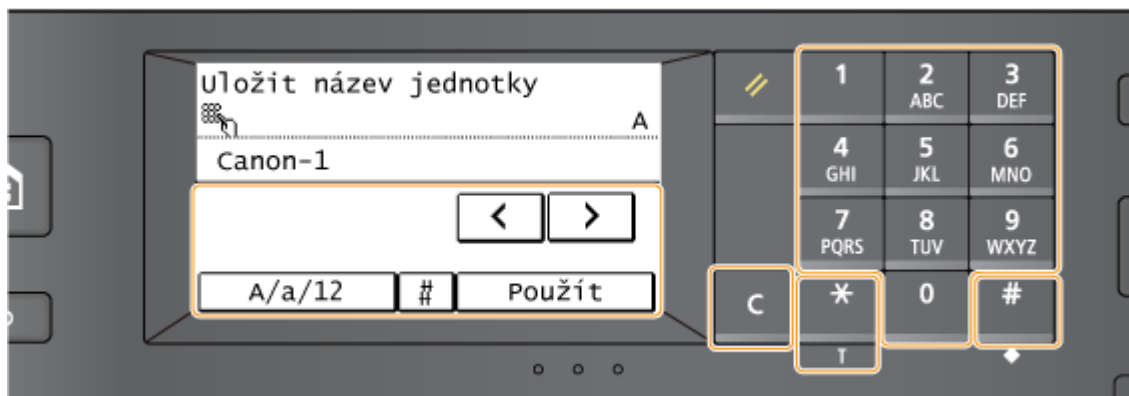 Uložit název jednotky
A
Canon-1
< >
A/a/12 # Použít
1 2 ABC 3 DEF
4 GHI 5 JKL 6 MNO
7 PQRS 8 TUV 9 WXYZ
C * 0 #
T